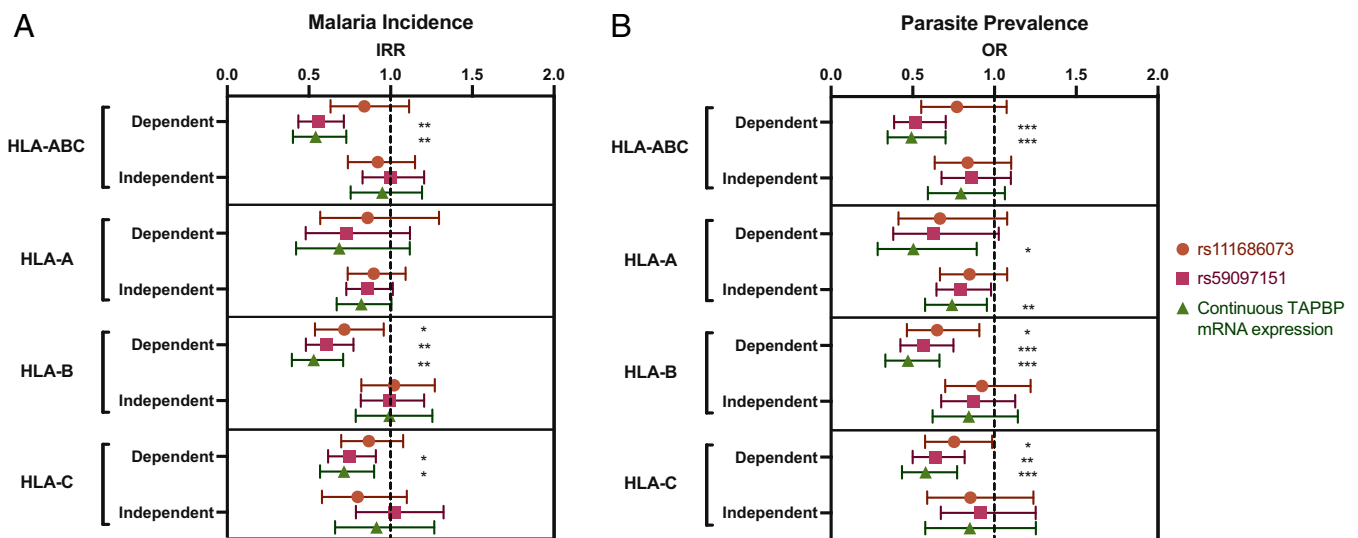 A
Malaria Incidence
IRR
0.0 0.5 1.0 1.5 2.0
HLA-ABC
Dependent
**
**
Independent
HLA-A
Dependent
Independent
HLA-B
Dependent
*
**
**
Independent
HLA-C
Dependent
*
*
Independent
B
Parasite Prevalence
OR
0.0 0.5 1.0 1.5 2.0
HLA-ABC
Dependent
***
***
Independent
HLA-A
Dependent
*
Independent
**
HLA-B
Dependent
*
***
***
Independent
HLA-C
Dependent
*
**
***
Independent
rs111686073
rs59097151
Continuous TAPBP
mRNA expression